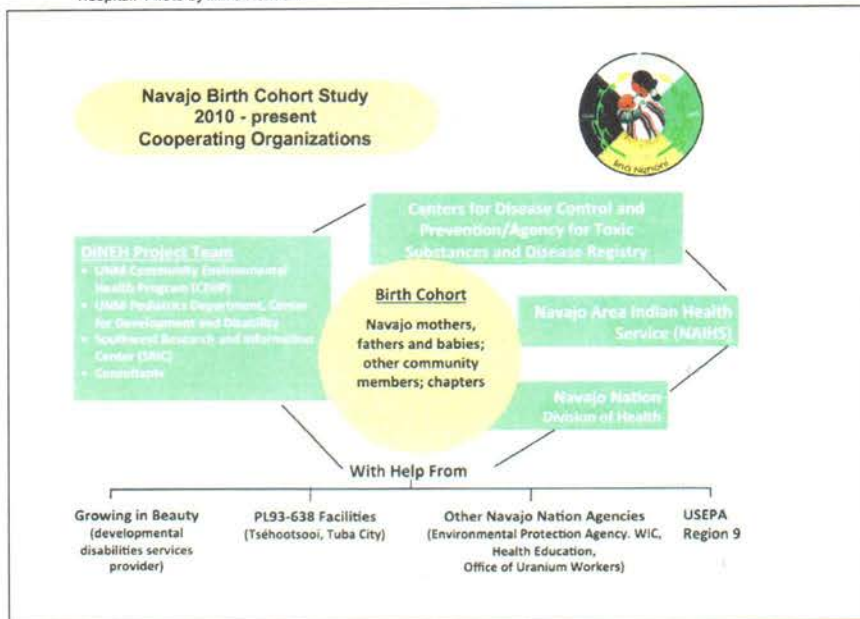 Navajo Birth Cohort Study
2010 - present
Cooperating Organizations
Iiná Náhóní
Centers for Disease Control and
Prevention/Agency for Toxic
Substances and Disease Registry
DiNEH Project Team
• UNM Community Environmental
Health Program (CEHP)
• UNM Pediatrics Department, Center
for Development and Disability
• Southwest Research and Information
Center (SRIC)
• Consultants
Birth Cohort
Navajo mothers,
fathers and babies;
other community
members; chapters
Navajo Area Indian Health
Service (NAIHS)
Navajo Nation
Division of Health
With Help From
Growing in Beauty
(developmental
disabilities services
provider)
PL93-638 Facilities
(Tséhootsooí, Tuba City)
Other Navajo Nation Agencies
(Environmental Protection Agency. WIC,
Health Education,
Office of Uranium Workers)
USEPA
Region 9